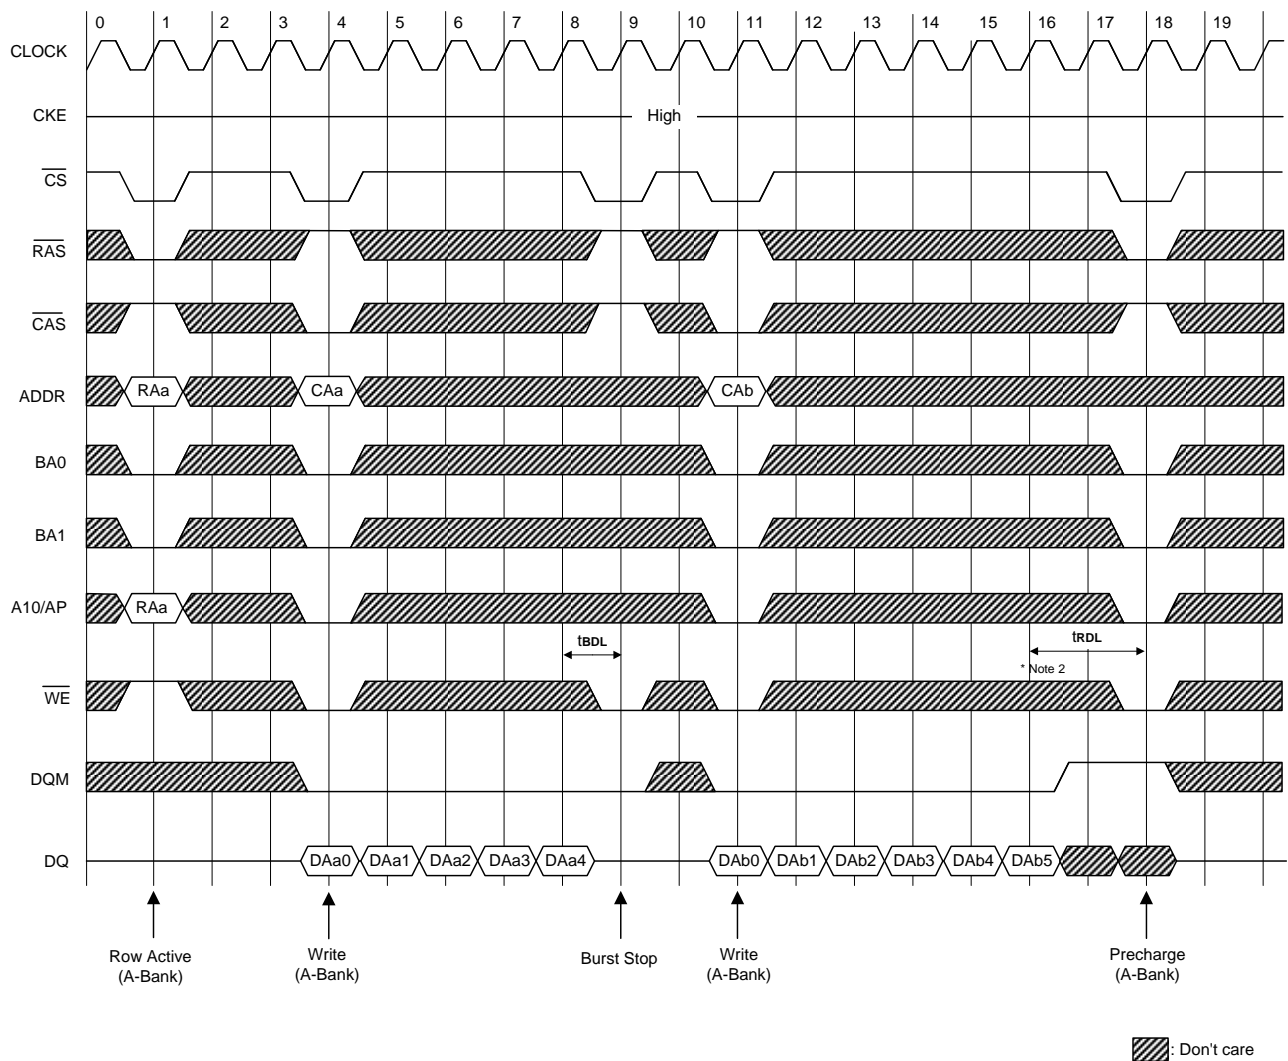 0 1 2 3 4 5 6 7 8 9 10 11 12 13 14 15 16 17 18 19
CLOCK
CKE High
CS
RAS
CAS
ADDR RAa CAa CAb
BA0
BA1
A10/AP RAa
tBDL tRDL
* Note 2
WE
DQM
DQ DAa0 DAa1 DAa2 DAa3 DAa4 DAb0 DAb1 DAb2 DAb3 DAb4 DAb5
Row Active Write Burst Stop Write Precharge
(A-Bank) (A-Bank) (A-Bank) (A-Bank)
: Don't care